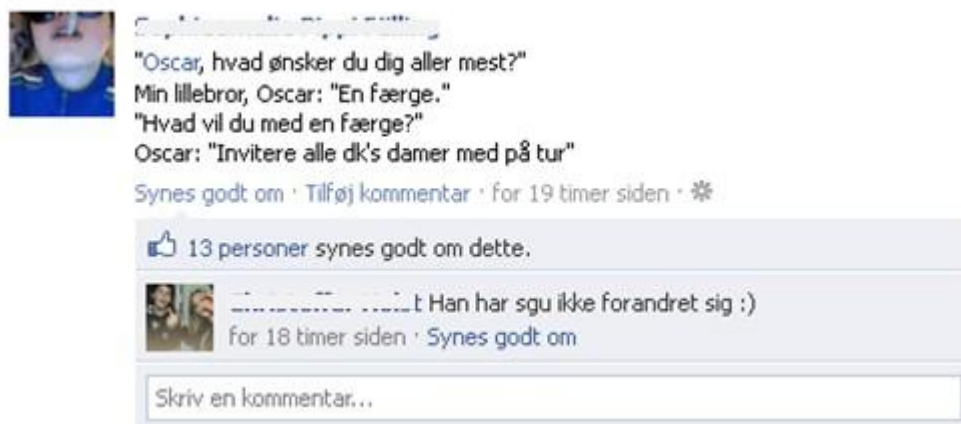 "Oscar, hvad ønsker du dig aller mest?"
Min lillebror, Oscar: "En færge."
"Hvad vil du med en færge?"
Oscar: "Invitere alle dk's damer med på tur"
Synes godt om · Tilføj kommentar · for 19 timer siden ·
13 personer synes godt om dette.
Han har sgu ikke forandret sig :)
for 18 timer siden · Synes godt om
Skriv en kommentar...